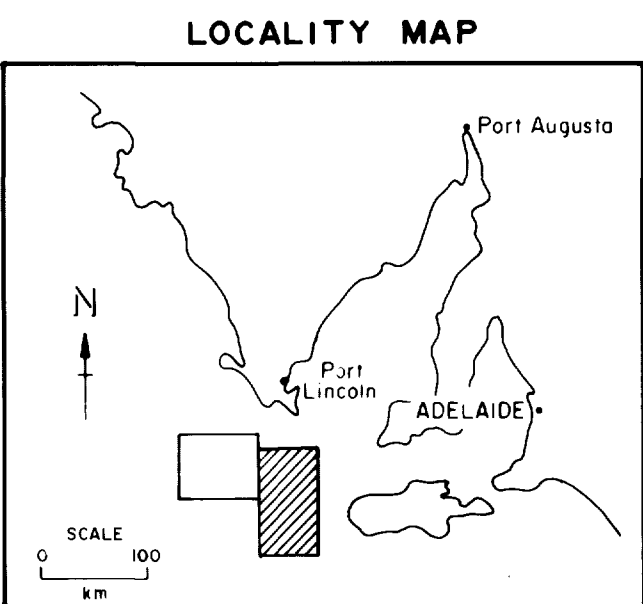 LOCALITY MAP
Port Augusta
N
Port
Lincoln
ADELAIDE
SCALE
0 100
km